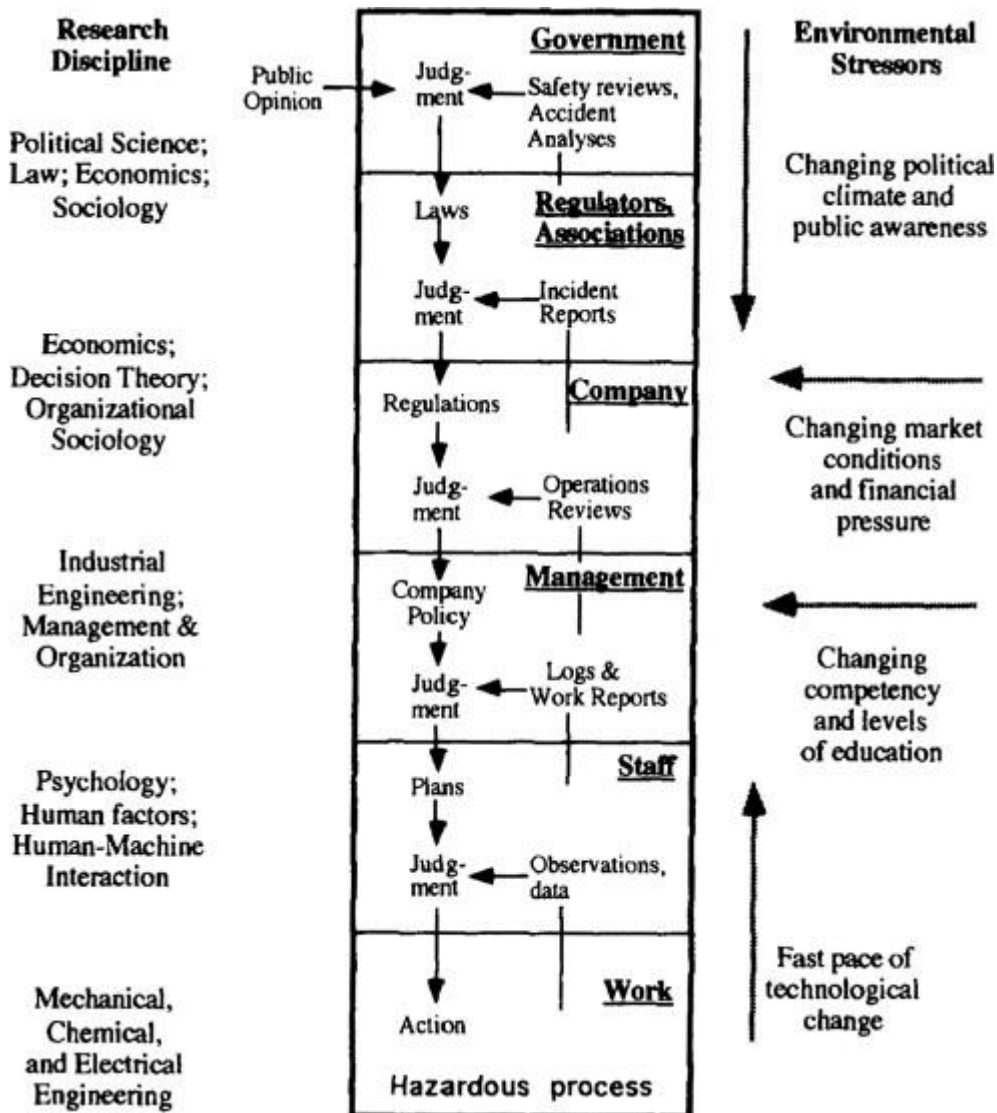 Research
Discipline
Political Science;
Law; Economics;
Sociology
Economics;
Decision Theory;
Organizational
Sociology
Industrial
Engineering;
Management &
Organization
Psychology;
Human factors;
Human-Machine
Interaction
Mechanical,
Chemical,
and Electrical
Engineering
Public
Opinion
Government
Judg-
ment
Safety reviews,
Accident
Analyses
Regulators,
Associations
Laws
Judg-
ment
Incident
Reports
Company
Regulations
Judg-
ment
Operations
Reviews
Management
Company
Policy
Judg-
ment
Logs &
Work Reports
Staff
Plans
Judg-
ment
Observations,
data
Work
Action
Hazardous process
Environmental
Stressors
Changing political
climate and
public awareness
Changing market
conditions
and financial
pressure
Changing
competency
and levels
of education
Fast pace of
technological
change